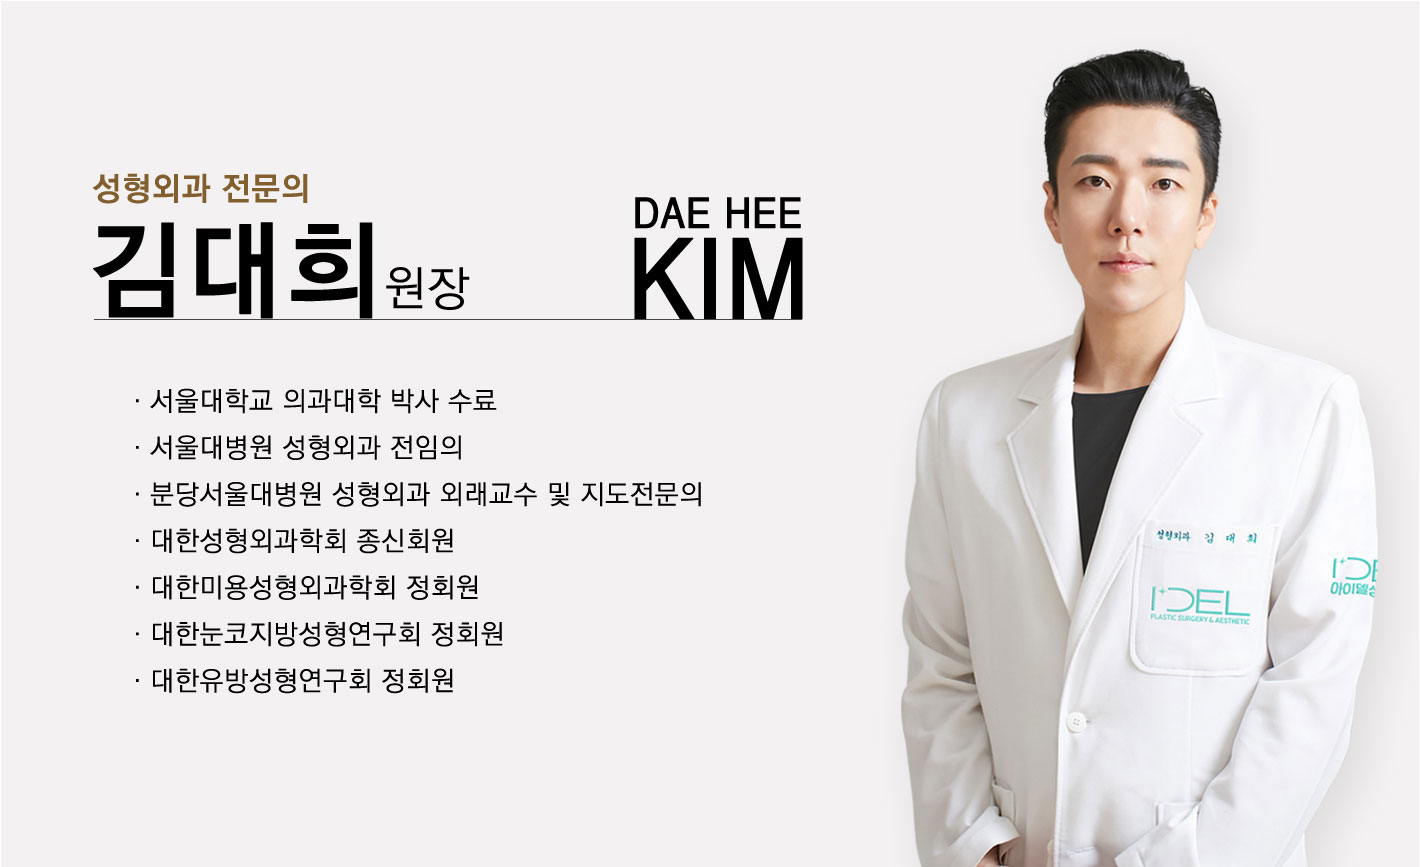 성형외과 전문의
김대희 원장
DAE HEE
KIM
· 서울대학교 의과대학 박사 수료
· 서울대병원 성형외과 전임의
· 분당서울대병원 성형외과 외래교수 및 지도전문의
· 대한성형외과학회 종신회원
· 대한미용성형외과학회 정회원
· 대한눈코지방성형연구회 정회원
· 대한유방성형연구회 정회원
성형외과 김 대 희
I'DEL
PLASTIC SURGERY & AESTHETIC
I'DE
아이델성